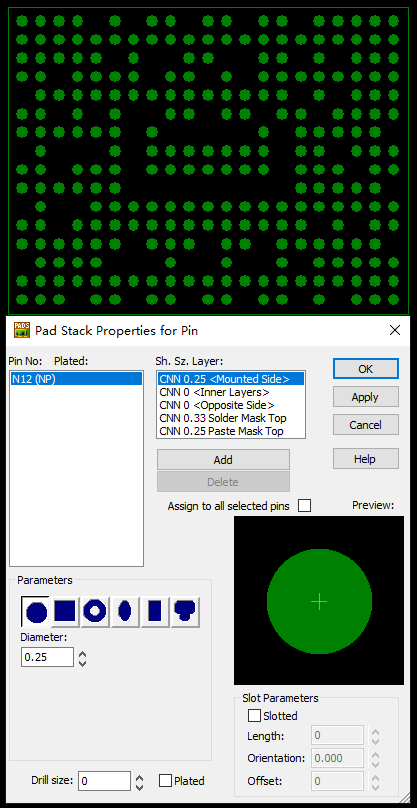 PADS
Pad Stack Properties for Pin
Pin No: Plated:
Sh. Sz. Layer:
N12 (NP)
CNN 0.25 <Mounted Side>
CNN 0 <Inner Layers>
CNN 0 <Opposite Side>
CNN 0.33 Solder Mask Top
CNN 0.25 Paste Mask Top
OK
Apply
Cancel
Help
Add
Delete
Assign to all selected pins
Preview:
Parameters
Diameter:
0.25
Slot Parameters
Slotted
Length: 0
Orientation: 0.000
Offset: 0
Drill size: 0
Plated